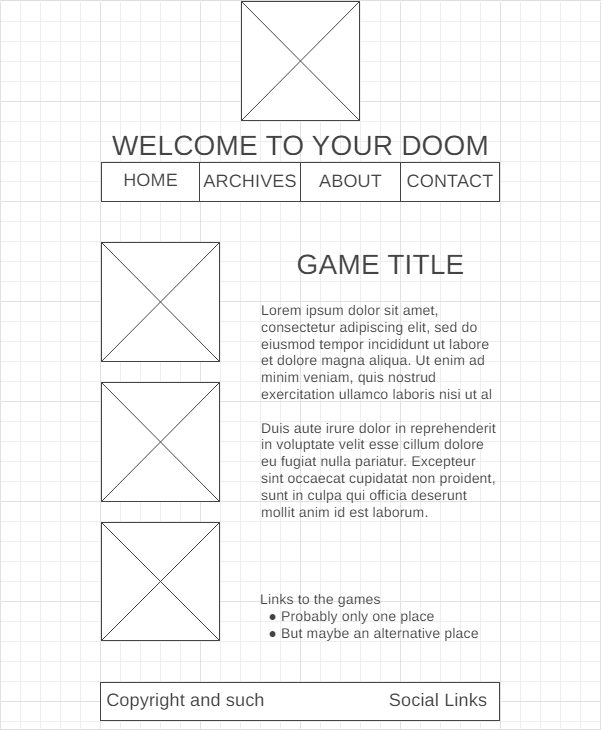 WELCOME TO YOUR DOOM
HOME ARCHIVES ABOUT CONTACT
GAME TITLE
Lorem ipsum dolor sit amet,
consectetur adipiscing elit, sed do
eiusmod tempor incididunt ut labore
et dolore magna aliqua. Ut enim ad
minim veniam, quis nostrud
exercitation ullamco laboris nisi ut al
Duis aute irure dolor in reprehenderit
in voluptate velit esse cillum dolore
eu fugiat nulla pariatur. Excepteur
sint occaecat cupidatat non proident,
sunt in culpa qui officia deserunt
mollit anim id est laborum.
Links to the games
● Probably only one place
● But maybe an alternative place
Copyright and such Social Links